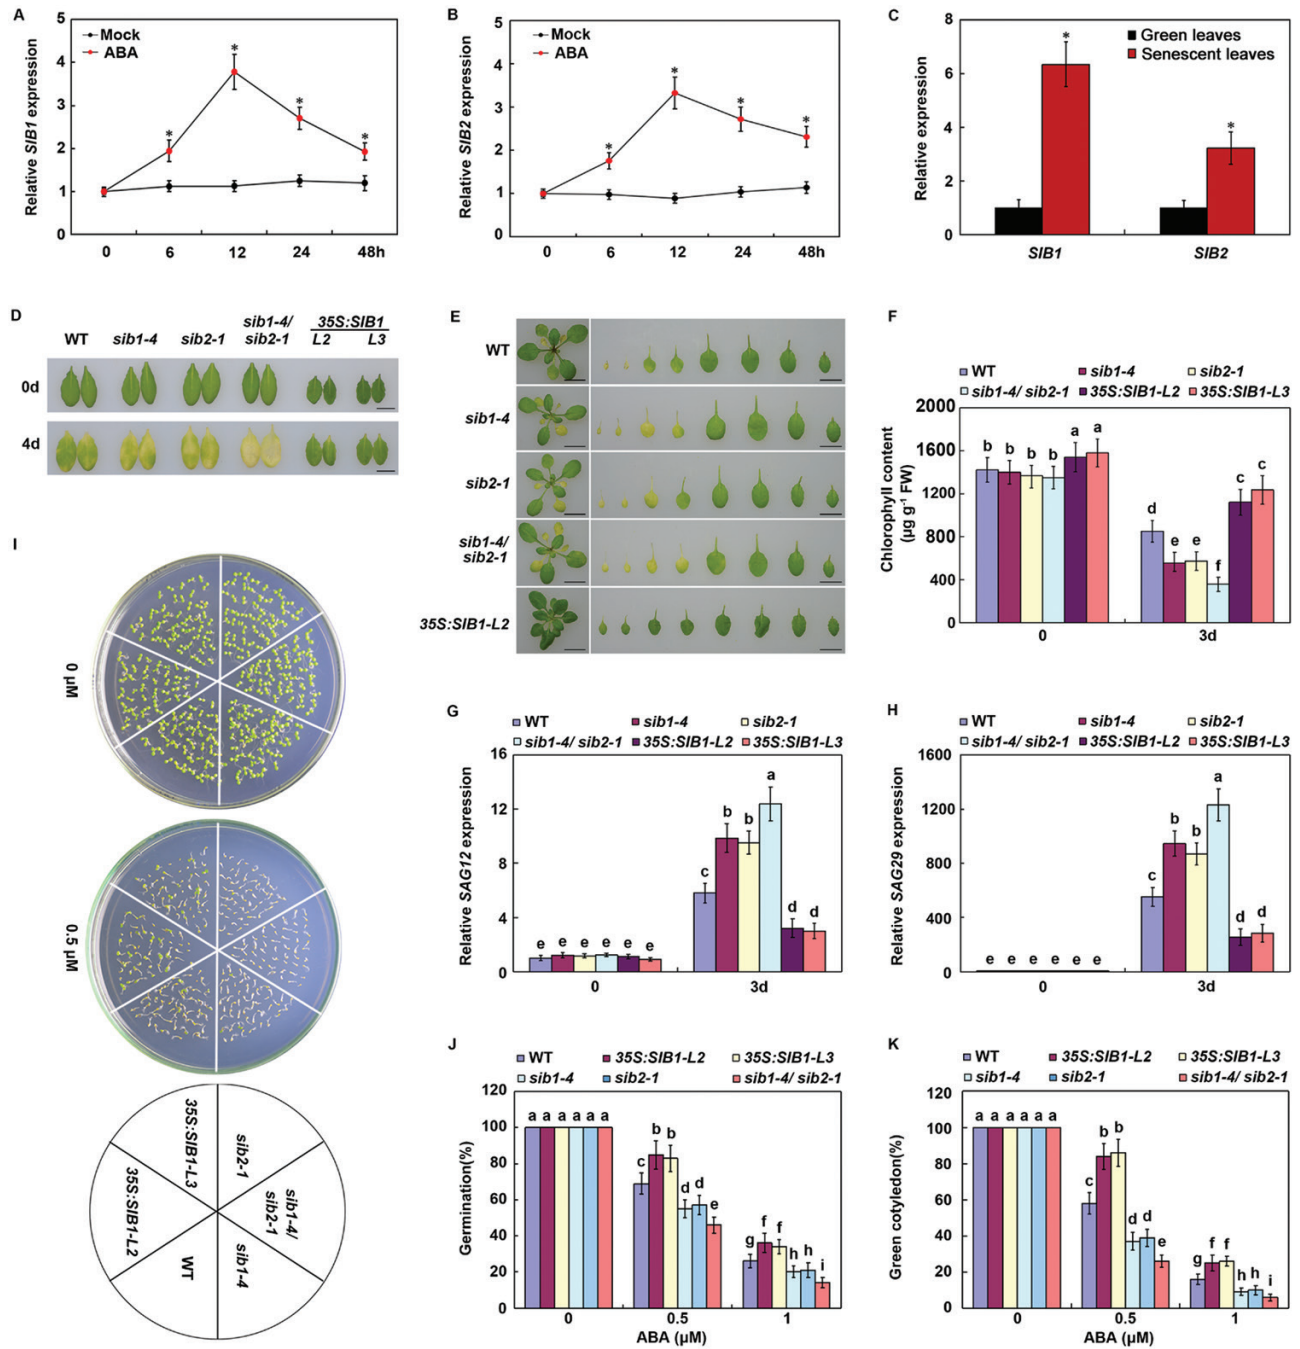 A
Relative SIB1 expression
5
4
3
2
1
0
Mock
ABA
*
*
*
*
0 6 12 24 48h
B
Relative SIB2 expression
5
4
3
2
1
0
Mock
ABA
*
*
*
*
0 6 12 24 48h
C
Relative expression
8
6
4
2
0
Green leaves
Senescent leaves
*
*
SIB1 SIB2
D
WT sib1-4 sib2-1 sib1-4/ sib2-1 35S:SIB1
L2 L3
0d
4d
E
WT
sib1-4
sib2-1
sib1-4/
sib2-1
35S:SIB1-L2
F
WT sib1-4 sib2-1
sib1-4/ sib2-1 35S:SIB1-L2 35S:SIB1-L3
Chlorophyll content
(µg g-1 FW)
2000
1600
1200
800
400
0
b b b b a a
d e e f c c
0 3d
G
WT sib1-4 sib2-1
sib1-4/ sib2-1 35S:SIB1-L2 35S:SIB1-L3
Relative SAG12 expression
16
12
8
4
0
e e e e e e
c b b a d d
0 3d
H
WT sib1-4 sib2-1
sib1-4/ sib2-1 35S:SIB1-L2 35S:SIB1-L3
Relative SAG29 expression
1600
1200
800
400
0
e e e e e e
c b b a d d
0 3d
I
0 µM
0.5 µM
35S:SIB1-L3
sib2-1
35S:SIB1-L2
sib1-4/
sib2-1
WT
sib1-4
J
WT 35S:SIB1-L2 35S:SIB1-L3
sib1-4 sib2-1 sib1-4/ sib2-1
Germination(%)
120
100
80
60
40
20
0
a a a a a a
c b b d d e
g f f h h i
0 0.5 1
ABA (µM)
K
WT 35S:SIB1-L2 35S:SIB1-L3
sib1-4 sib2-1 sib1-4/ sib2-1
Green cotyledon(%)
120
100
80
60
40
20
0
a a a a a a
c b b d d e
g f f h h i
0 0.5 1
ABA (µM)